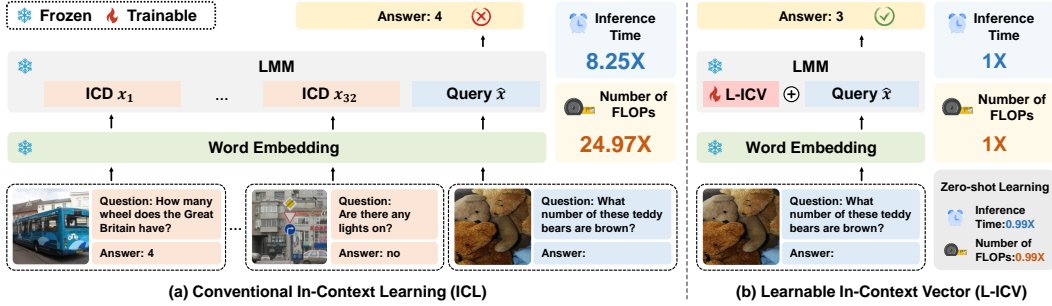 Frozen Trainable
Answer: 4
LMM
ICD x₁
...
ICD x₃₂
Query x̂
Word Embedding
Question: How many
wheel does the Great
Britain have?
Answer: 4
...
Question:
Are there any
lights on?
Answer: no
Question: What
number of these teddy
bears are brown?
Answer:
Inference
Time
8.25X
Number of
FLOPs
24.97X
(a) Conventional In-Context Learning (ICL)
Answer: 3
LMM
L-ICV ⊕ Query x̂
Word Embedding
Question: What
number of these teddy
bears are brown?
Answer:
Inference
Time
1X
Number of
FLOPs
1X
Zero-shot Learning
Inference
Time:0.99X
Number of
FLOPs:0.99X
(b) Learnable In-Context Vector (L-ICV)